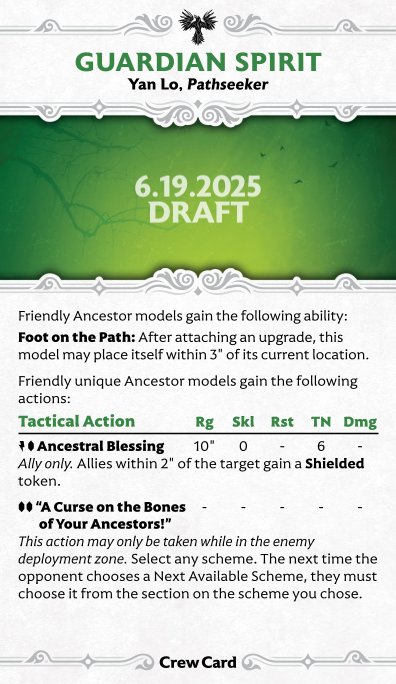 GUARDIAN SPIRIT
Yan Lo, Pathseeker
6.19.2025
DRAFT
Friendly Ancestor models gain the following ability:
Foot on the Path: After attaching an upgrade, this
model may place itself within 3" of its current location.
Friendly unique Ancestor models gain the following
actions:
Tactical Action Rg Skl Rst TN Dmg
Ancestral Blessing 10" 0 - 6 -
Ally only. Allies within 2" of the target gain a Shielded
token.
“A Curse on the Bones - - - - -
of Your Ancestors!”
This action may only be taken while in the enemy
deployment zone. Select any scheme. The next time the
opponent chooses a Next Available Scheme, they must
choose it from the section on the scheme you chose.
Crew Card